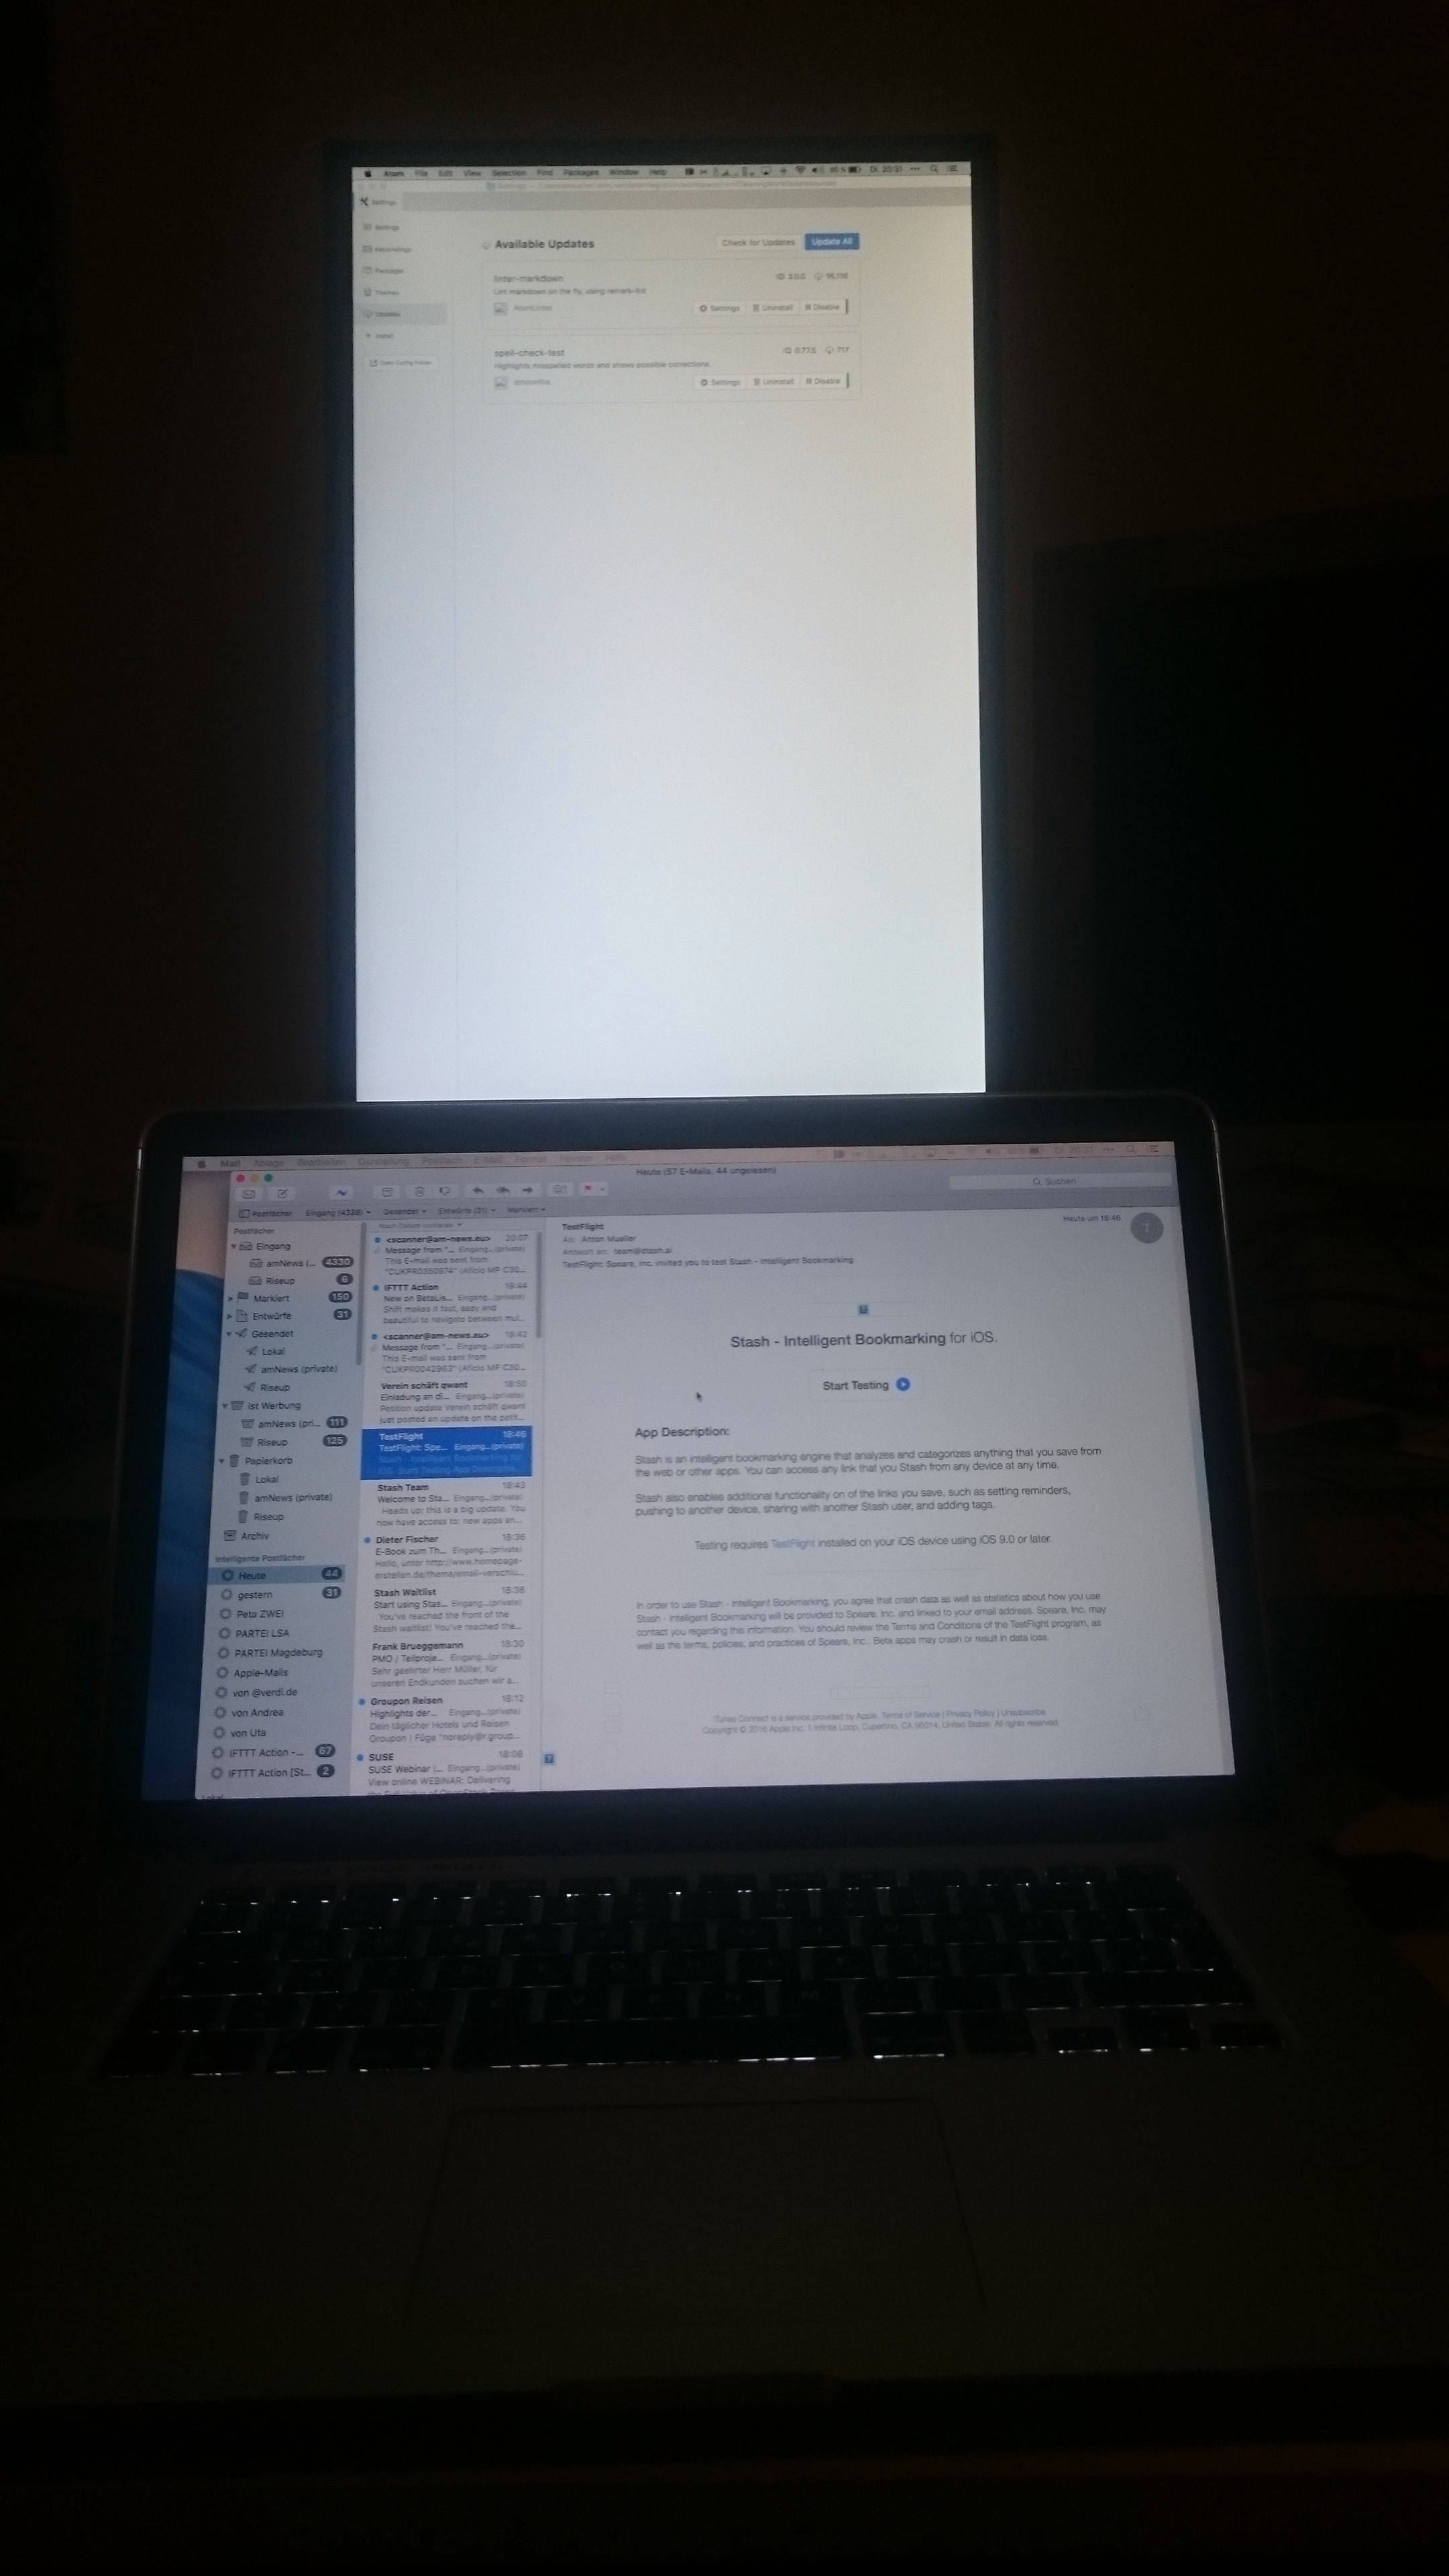 Atom File Edit View Selection Find Packages Window Help
Settings
Settings
Keybindings
Packages
Themes
Updates
Install
Open Config Folder
Available Updates
Check for Updates Update All
linter-markdown
3.0.0
Lint markdown on the fly, using remark-lint
AtomLinter
Settings Uninstall Disable
spell-check-test
717
Highlights misspelled words and shows possible corrections.
Settings Uninstall Disable
Mail Ablage Bearbeiten Darstellung Postfach E-Mail Format Fenster Hilfe
Heute (57 E-Mails, 44 ungelesen)
Suchen
Postfächer Eingang (4336) Gesendet Entwürfe (31) Markiert
Postfächer
Eingang
amNews (... 4330
Riseup 6
Markiert 150
Entwürfe 31
Gesendet
Lokal
amNews (private)
Riseup
Ist Werbung
amNews (pri... 111
Riseup 125
Papierkorb
Lokal
amNews (private)
Riseup
Archiv
Intelligente Postfächer
Heute 44
gestern 31
Peta ZWEI
PARTEI LSA
PARTEI Magdeburg
Apple-Mails
von @verdi.de
von Andrea
von Uta
IFTTT Action -... 67
IFTTT Action [St... 2
Lokal
Nach Datum sortieren
<scanner@am-news.eu> 20:07
Message from "... Eingang...(private)
This E-mail was sent from
(Aficio MP C30...
IFTTT Action 19:44
New on BetaLis... Eingang...(private)
Shift makes it fast, easy and
beautiful to navigate between mul...
<scanner@am-news.eu> 19:42
Message from "... Eingang...(private)
This E-mail was sent from
"CUKPR0042963" (Aficio MP C30...
Verein schäft qwant 18:50
Einladung an di... Eingang...(private)
Petition update Verein schäft qwant
just posted an update on the petit...
TestFlight 18:46
TestFlight: Spe... Eingang...(private)
Stash - Intelligent Bookmarking for
iOS. Start Testing App Description...
Stash Team 18:43
Welcome to Sta... Eingang...(private)
Heads up: this is a big update. You
now have access to: new apps an...
Dieter Fischer 18:36
E-Book zum Th... Eingang...(private)
Hallo, unter http://www.homepage-
erstellen.de/thema/email-verschlu...
Stash Waitlist 18:36
Start using Stas... Eingang...(private)
You've reached the front of the
Stash waitlist! You've reached the...
Frank Brueggemann 18:30
PMO / Teilproje... Eingang...(private)
Sehr geehrter Herr Müller, für
unseren Endkunden suchen wir a...
Groupon Reisen 18:12
Highlights der... Eingang...(private)
Dein täglicher Hotels und Reisen
Groupon | Füge "noreply@r.group...
SUSE 18:08
SUSE Webinar (... Eingang...(private)
View online WEBINAR: Delivering
TestFlight
Heute um 18:46
T
An: Anton Mueller
Antwort an: team@stash.ai
TestFlight: Speare, Inc. invited you to test Stash - Intelligent Bookmarking
Stash - Intelligent Bookmarking for iOS.
Start Testing
App Description:
Stash is an intelligent bookmarking engine that analyzes and categorizes anything that you save from
the web or other apps. You can access any link that you Stash from any device at any time.
Stash also enables additional functionality on of the links you save, such as setting reminders,
pushing to another device, sharing with another Stash user, and adding tags.
Testing requires TestFlight installed on your iOS device using iOS 9.0 or later.
In order to use Stash - Intelligent Bookmarking, you agree that crash data as well as statistics about how you use
Stash - Intelligent Bookmarking will be provided to Speare, Inc. and linked to your email address. Speare, Inc. may
contact you regarding this information. You should review the Terms and Conditions of the TestFlight program, as
well as the terms, policies, and practices of Speare, Inc.. Beta apps may crash or result in data loss.
iTunes Connect is a service provided by Apple. Terms of Service | Privacy Policy | Unsubscribe
Copyright © 2016 Apple Inc. 1 Infinite Loop, Cupertino, CA 95014, United States. All rights reserved.